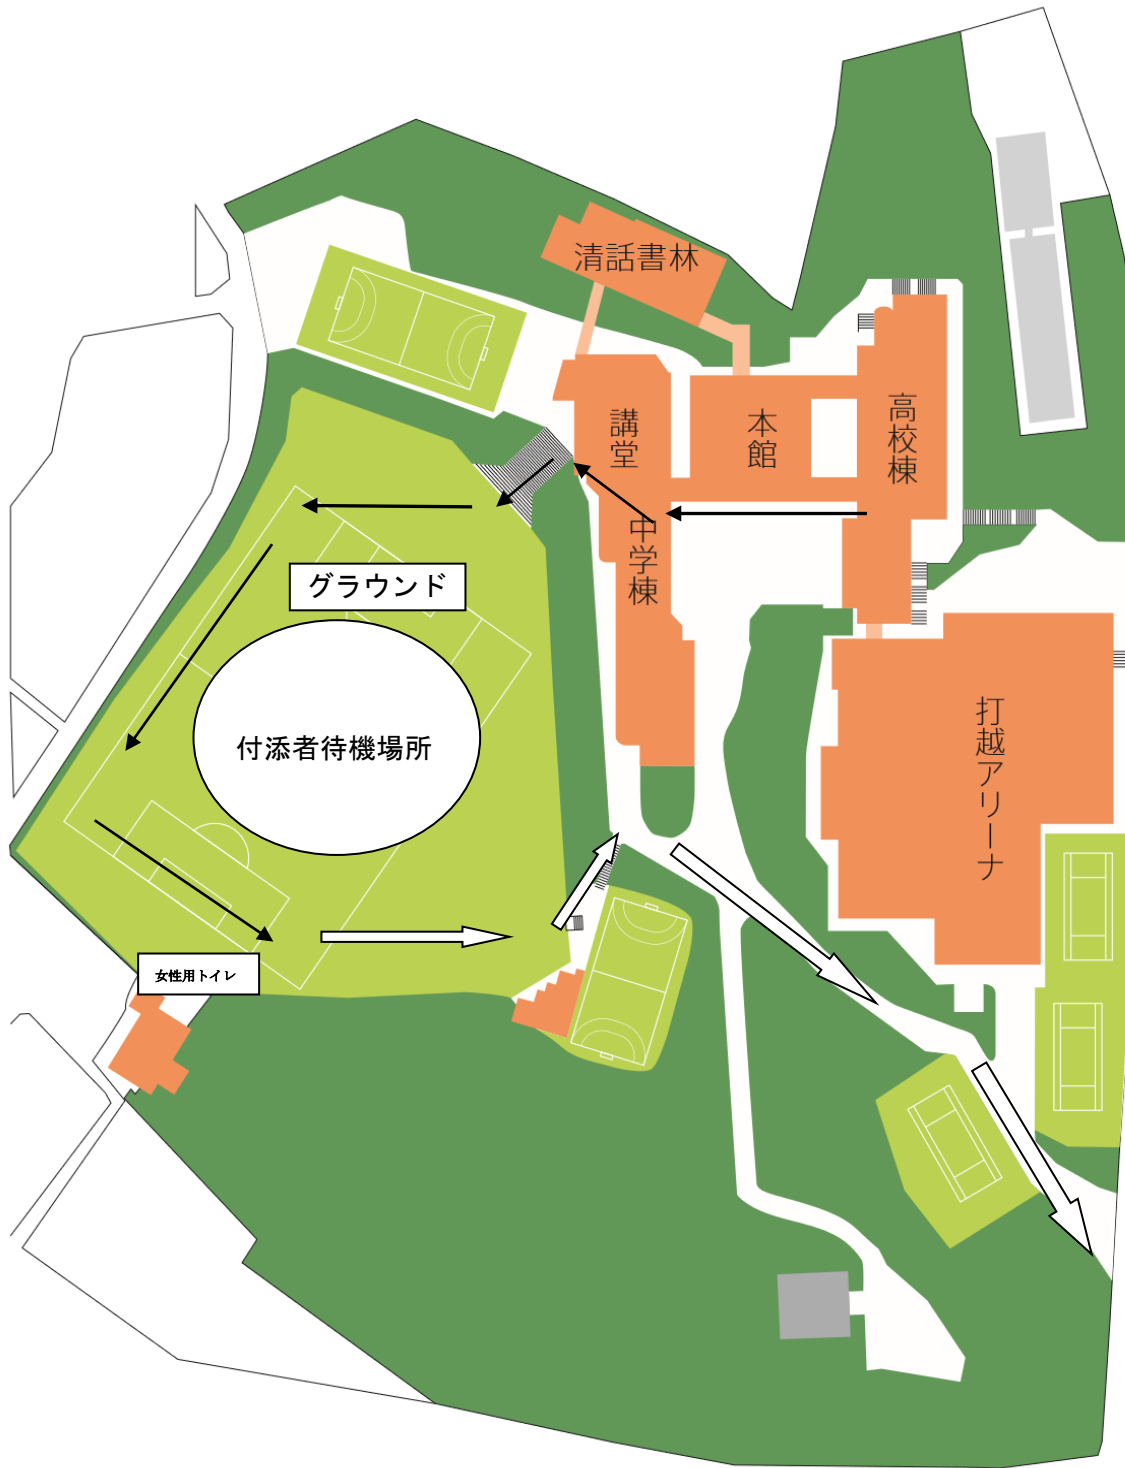 清話書林
講堂
本館
高校棟
中学棟
グラウンド
付添者待機場所
打越アリーナ
女性用トイレ